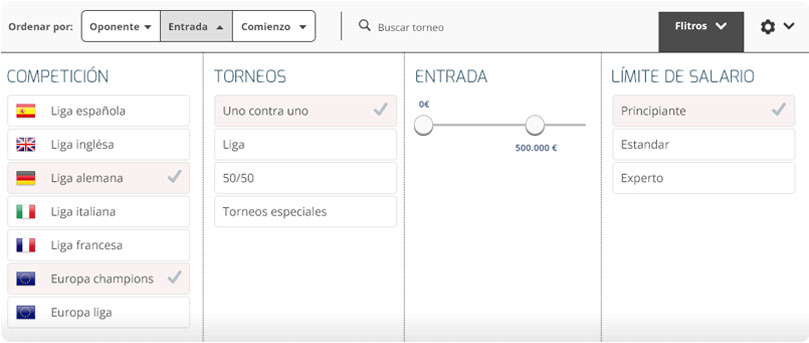 Ordenar por: Oponente Entrada Comienzo Buscar torneo Flitros
COMPETICIÓN
Liga española
Liga inglésa
Liga alemana
Liga italiana
Liga francesa
Europa champions
Europa liga
TORNEOS
Uno contra uno
Liga
50/50
Torneos especiales
ENTRADA
0€
500.000 €
LÍMITE DE SALARIO
Principiante
Estandar
Experto